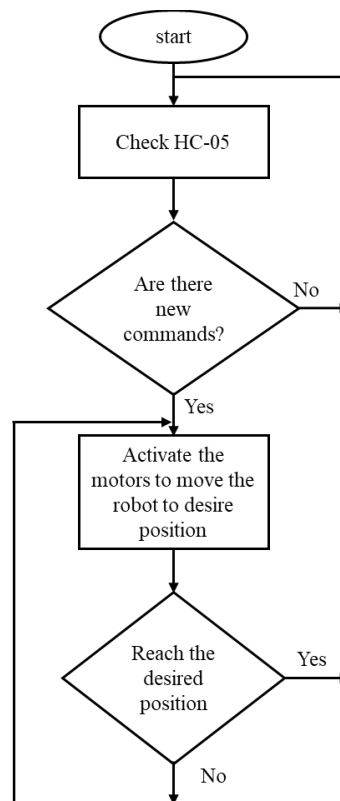 start
Check HC-05
Are there
new
commands?
No
Yes
Activate the
motors to move the
robot to desire
position
Reach the
desired
position
Yes
No